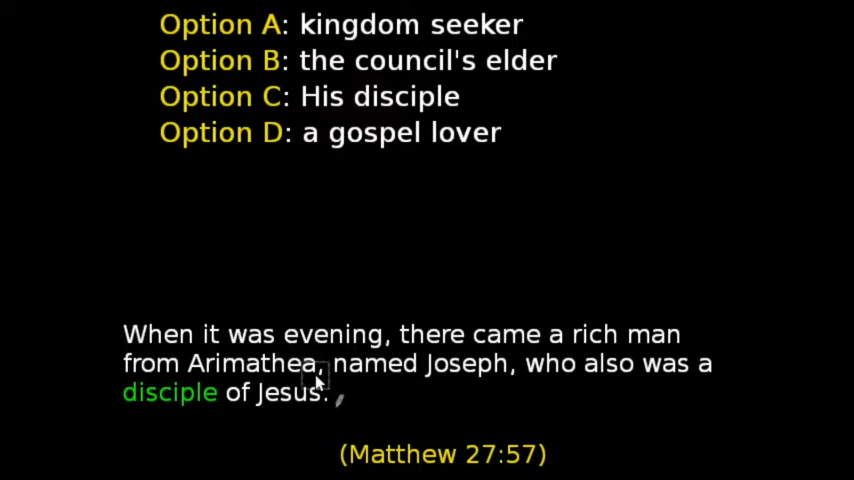 Option A: kingdom seeker
Option B: the council's elder
Option C: His disciple
Option D: a gospel lover
When it was evening, there came a rich man
from Arimathea, named Joseph, who also was a
disciple of Jesus.
(Matthew 27:57)